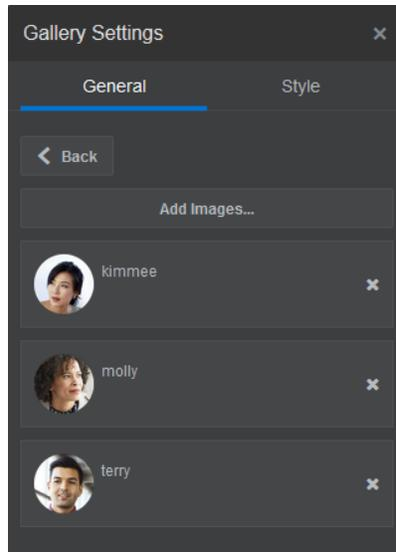 Gallery Settings
General Style
Back
Add Images...
kimmee
molly
terry